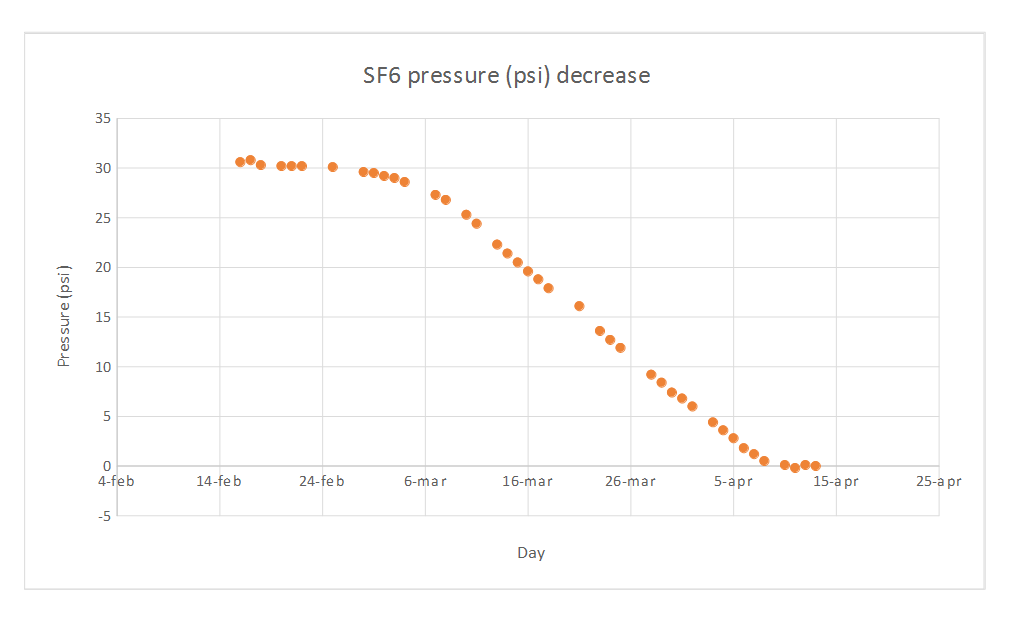 SF6 pressure (psi) decrease
35
30
25
20
15
10
5
0
-5
Pressure (psi)
4-feb 14-feb 24-feb 6-mar 16-mar 26-mar 5-apr 15-apr 25-apr
Day